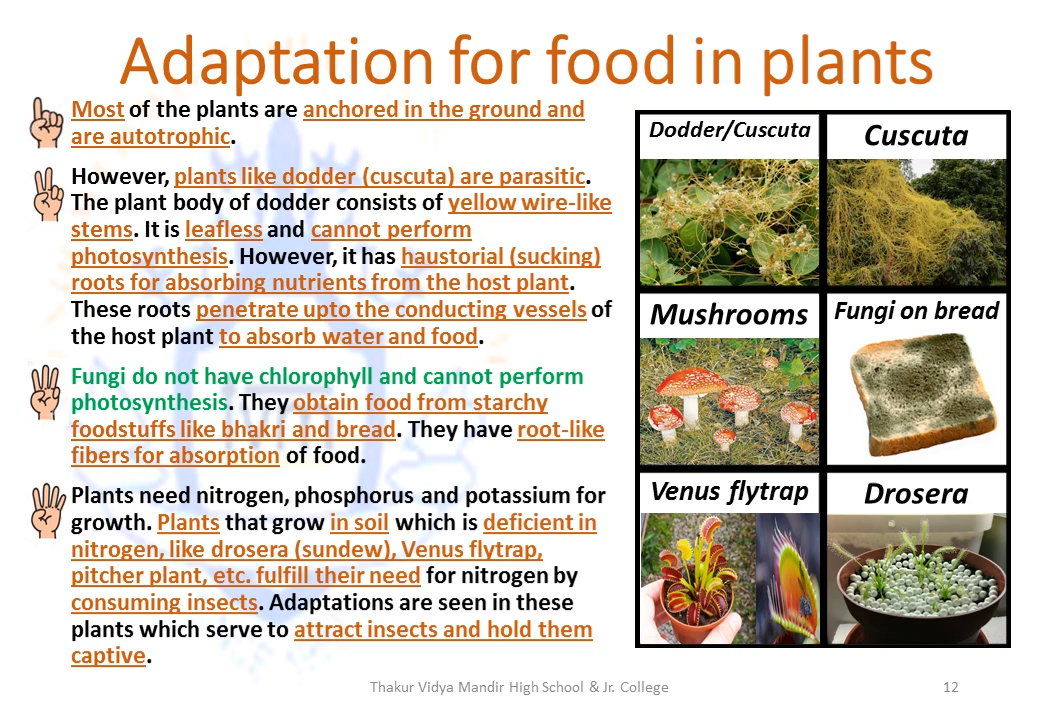 Adaptation for food in plants
Most of the plants are anchored in the ground and
are autotrophic.
However, plants like dodder (cuscuta) are parasitic.
The plant body of dodder consists of yellow wire-like
stems. It is leafless and cannot perform
photosynthesis. However, it has haustorial (sucking)
roots for absorbing nutrients from the host plant.
These roots penetrate upto the conducting vessels of
the host plant to absorb water and food.
Fungi do not have chlorophyll and cannot perform
photosynthesis. They obtain food from starchy
foodstuffs like bhakri and bread. They have root-like
fibers for absorption of food.
Plants need nitrogen, phosphorus and potassium for
growth. Plants that grow in soil which is deficient in
nitrogen, like drosera (sundew), Venus flytrap,
pitcher plant, etc. fulfill their need for nitrogen by
consuming insects. Adaptations are seen in these
plants which serve to attract insects and hold them
captive.
Dodder/Cuscuta
Cuscuta
Mushrooms
Fungi on bread
Venus flytrap
Drosera
Thakur Vidya Mandir High School & Jr. College
12